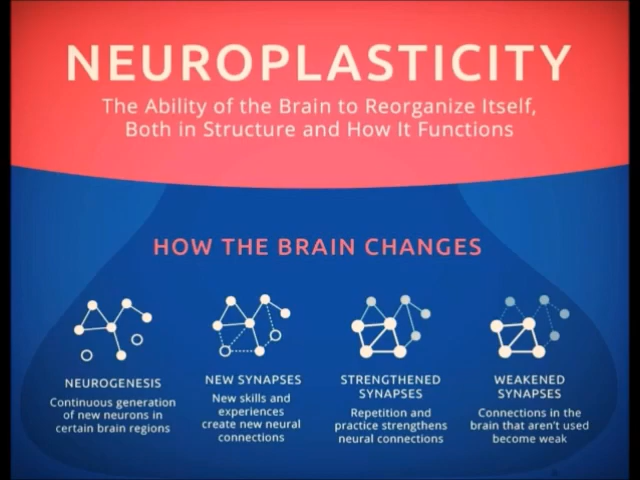 NEUROPLASTICITY
The Ability of the Brain to Reorganize Itself,
Both in Structure and How It Functions
HOW THE BRAIN CHANGES
NEUROGENESIS
Continuous generation
of new neurons in
certain brain regions
NEW SYNAPSES
New skills and
experiences
create new neural
connections
STRENGTHENED
SYNAPSES
Repetition and
practice strengthens
neural connections
WEAKENED
SYNAPSES
Connections in the
brain that aren't used
become weak